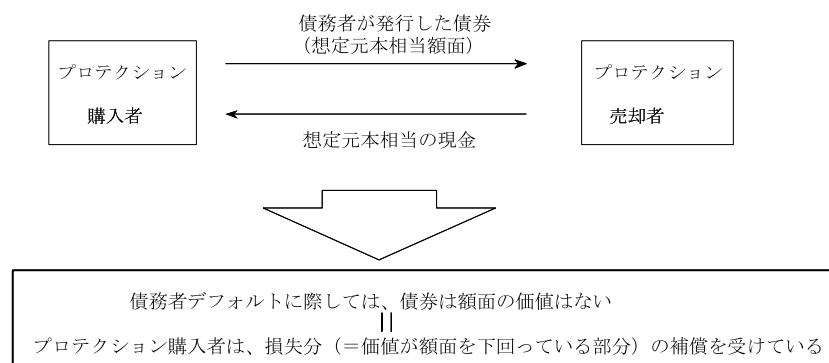 債務者が発行した債券
（想定元本相当額面）
プロテクション
購入者
プロテクション
売却者
想定元本相当の現金
債務者デフォルトに際しては、債券は額面の価値はない
プロテクション購入者は、損失分（＝価値が額面を下回っている部分）の補償を受けている